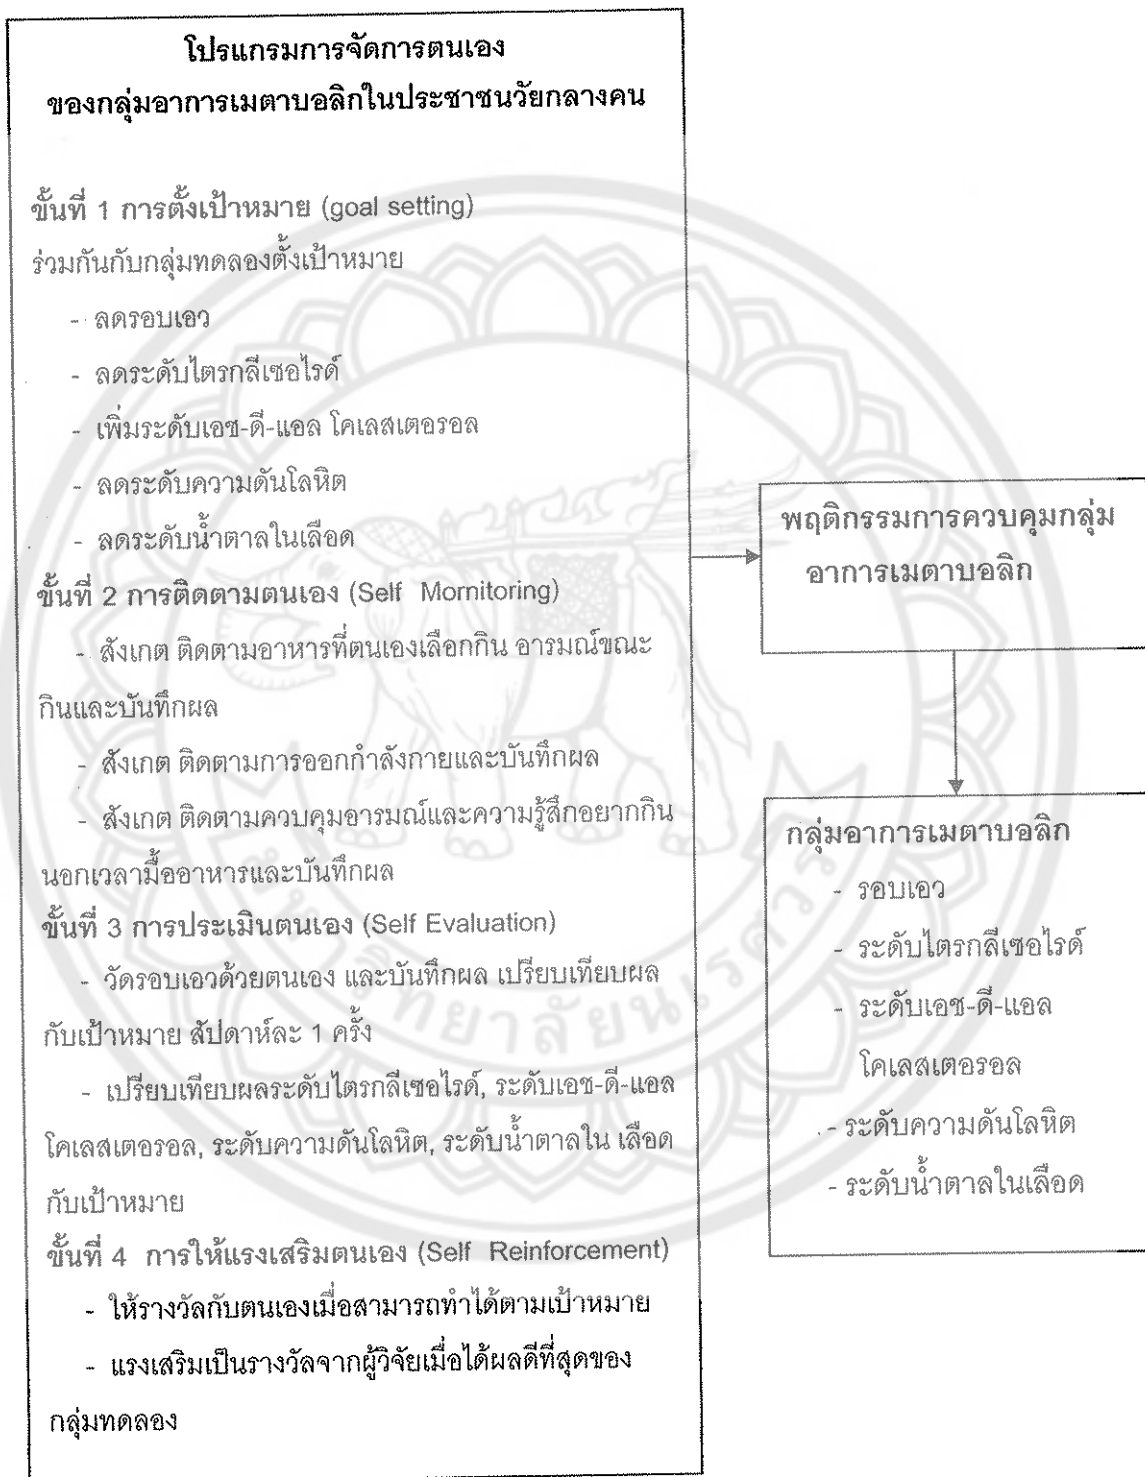 โปรแกรมการจัดการตนเอง
ของกลุ่มอาการเมตาบอลิกในประชาชนวัยกลางคน
ขั้นที่ 1 การตั้งเป้าหมาย (goal setting)
ร่วมกันกับกลุ่มทดลองตั้งเป้าหมาย
- ลดรอบเอว
- ลดระดับไตรกลีเซอไรด์
- เพิ่มระดับเอช-ดี-แอล โคเลสเตอรอล
- ลดระดับความดันโลหิต
- ลดระดับน้ำตาลในเลือด
ขั้นที่ 2 การติดตามตนเอง (Self Mornitoring)
- สังเกต ติดตามอาหารที่ตนเองเลือกกิน อารมณ์ขณะ
กินและบันทึกผล
- สังเกต ติดตามการออกกำลังกายและบันทึกผล
- สังเกต ติดตามควบคุมอารมณ์และความรู้สึกอยากกิน
นอกเวลามื้ออาหารและบันทึกผล
ขั้นที่ 3 การประเมินตนเอง (Self Evaluation)
- วัดรอบเอวด้วยตนเอง และบันทึกผล เปรียบเทียบผล
กับเป้าหมาย สัปดาห์ละ 1 ครั้ง
- เปรียบเทียบผลระดับไตรกลีเซอไรด์, ระดับเอช-ดี-แอล
โคเลสเตอรอล, ระดับความดันโลหิต, ระดับน้ำตาลใน เลือด
กับเป้าหมาย
ขั้นที่ 4 การให้แรงเสริมตนเอง (Self Reinforcement)
- ให้รางวัลกับตนเองเมื่อสามารถทำได้ตามเป้าหมาย
- แรงเสริมเป็นรางวัลจากผู้วิจัยเมื่อได้ผลดีที่สุดของ
กลุ่มทดลอง
พฤติกรรมการควบคุมกลุ่ม
อาการเมตาบอลิก
กลุ่มอาการเมตาบอลิก
- รอบเอว
- ระดับไตรกลีเซอไรด์
- ระดับเอช-ดี-แอล
โคเลสเตอรอล
- ระดับความดันโลหิต
- ระดับน้ำตาลในเลือด